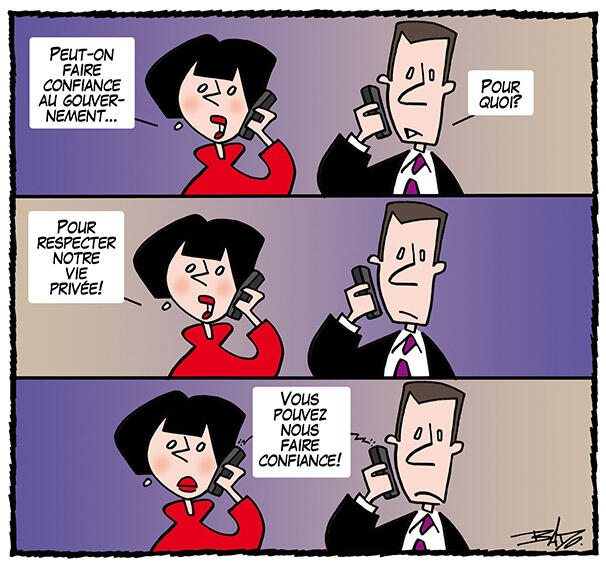 PEUT-ON
FAIRE
CONFIANCE
AU GOUVER-
NEMENT...
POUR
QUOI?
POUR
RESPECTER
NOTRE
VIE
PRIVÉE!
VOUS
POUVEZ
NOUS
FAIRE
CONFIANCE!
BADO.